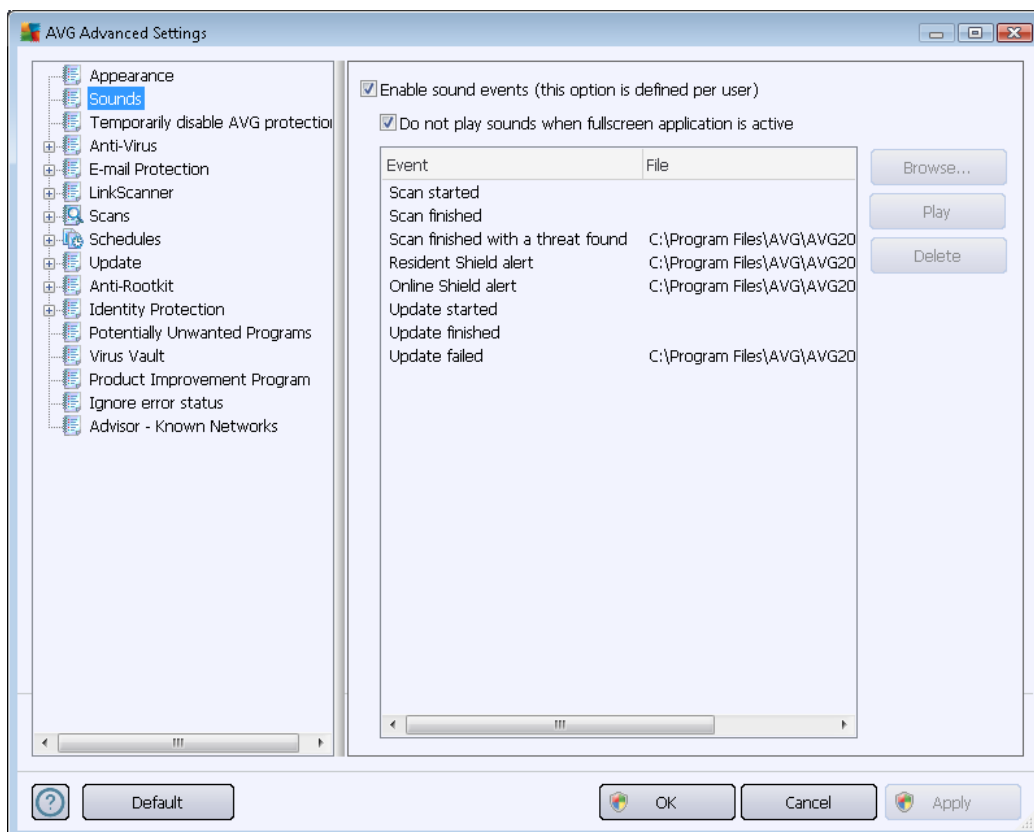 AVG Advanced Settings
Appearance
Sounds
Temporarily disable AVG protection
Anti-Virus
E-mail Protection
LinkScanner
Scans
Schedules
Update
Anti-Rootkit
Identity Protection
Potentially Unwanted Programs
Virus Vault
Product Improvement Program
Ignore error status
Advisor - Known Networks
Enable sound events (this option is defined per user)
Do not play sounds when fullscreen application is active
Event File
Scan started
Scan finished
Scan finished with a threat found C:\Program Files\AVG\AVG20
Resident Shield alert C:\Program Files\AVG\AVG20
Online Shield alert C:\Program Files\AVG\AVG20
Update started
Update finished
Update failed C:\Program Files\AVG\AVG20
Browse...
Play
Delete
? Default OK Cancel Apply